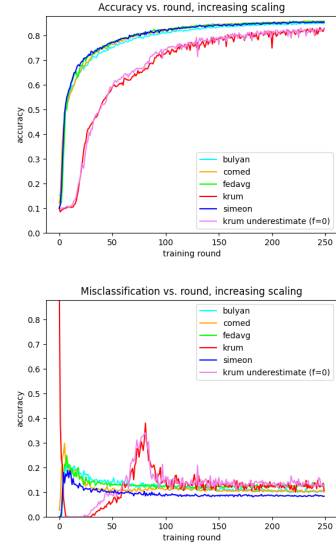 Accuracy vs. round, increasing scaling
accuracy
0.8
0.7
0.6
0.5
0.4
0.3
0.2
0.1
0.0
bulyan
comed
fedavg
krum
simeon
krum underestimate (f=0)
0
50
100
150
200
250
training round
Misclassification vs. round, increasing scaling
accuracy
0.8
0.7
0.6
0.5
0.4
0.3
0.2
0.1
0.0
bulyan
comed
fedavg
krum
simeon
krum underestimate (f=0)
0
50
100
150
200
250
training round